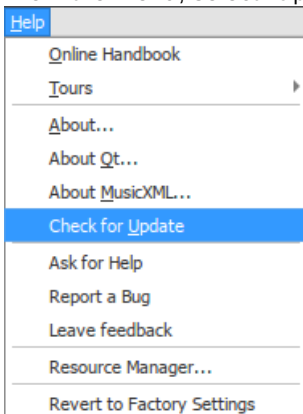 Help
Online Handbook
Tours
About...
About Qt...
About MusicXML...
Check for Update
Ask for Help
Report a Bug
Leave feedback
Resource Manager...
Revert to Factory Settings